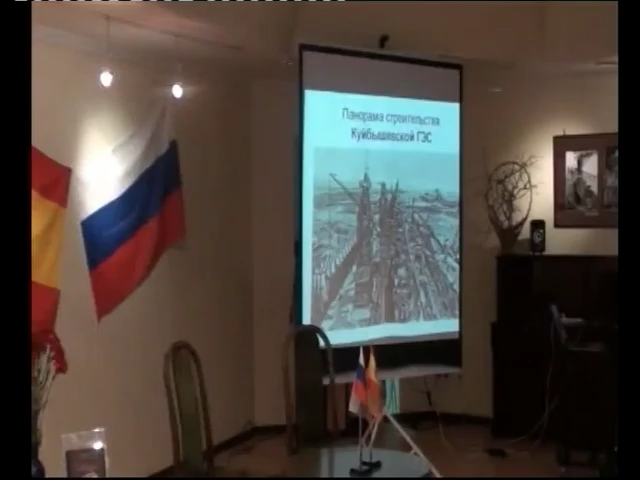 Панорама строительства
Куйбышевской ГЭС